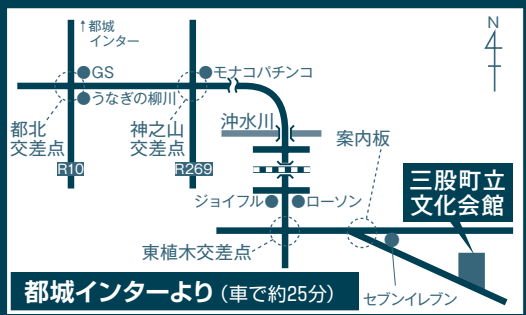 ↑都城
インター
GS
うなぎの柳川
都北
交差点
R10
モナコパチンコ
神之山
交差点
R269
沖水川
N
案内板
三股町立
文化会館
ジョイフル
ローソン
東植木交差点
セブンイレブン
都城インターより(車で約25分)